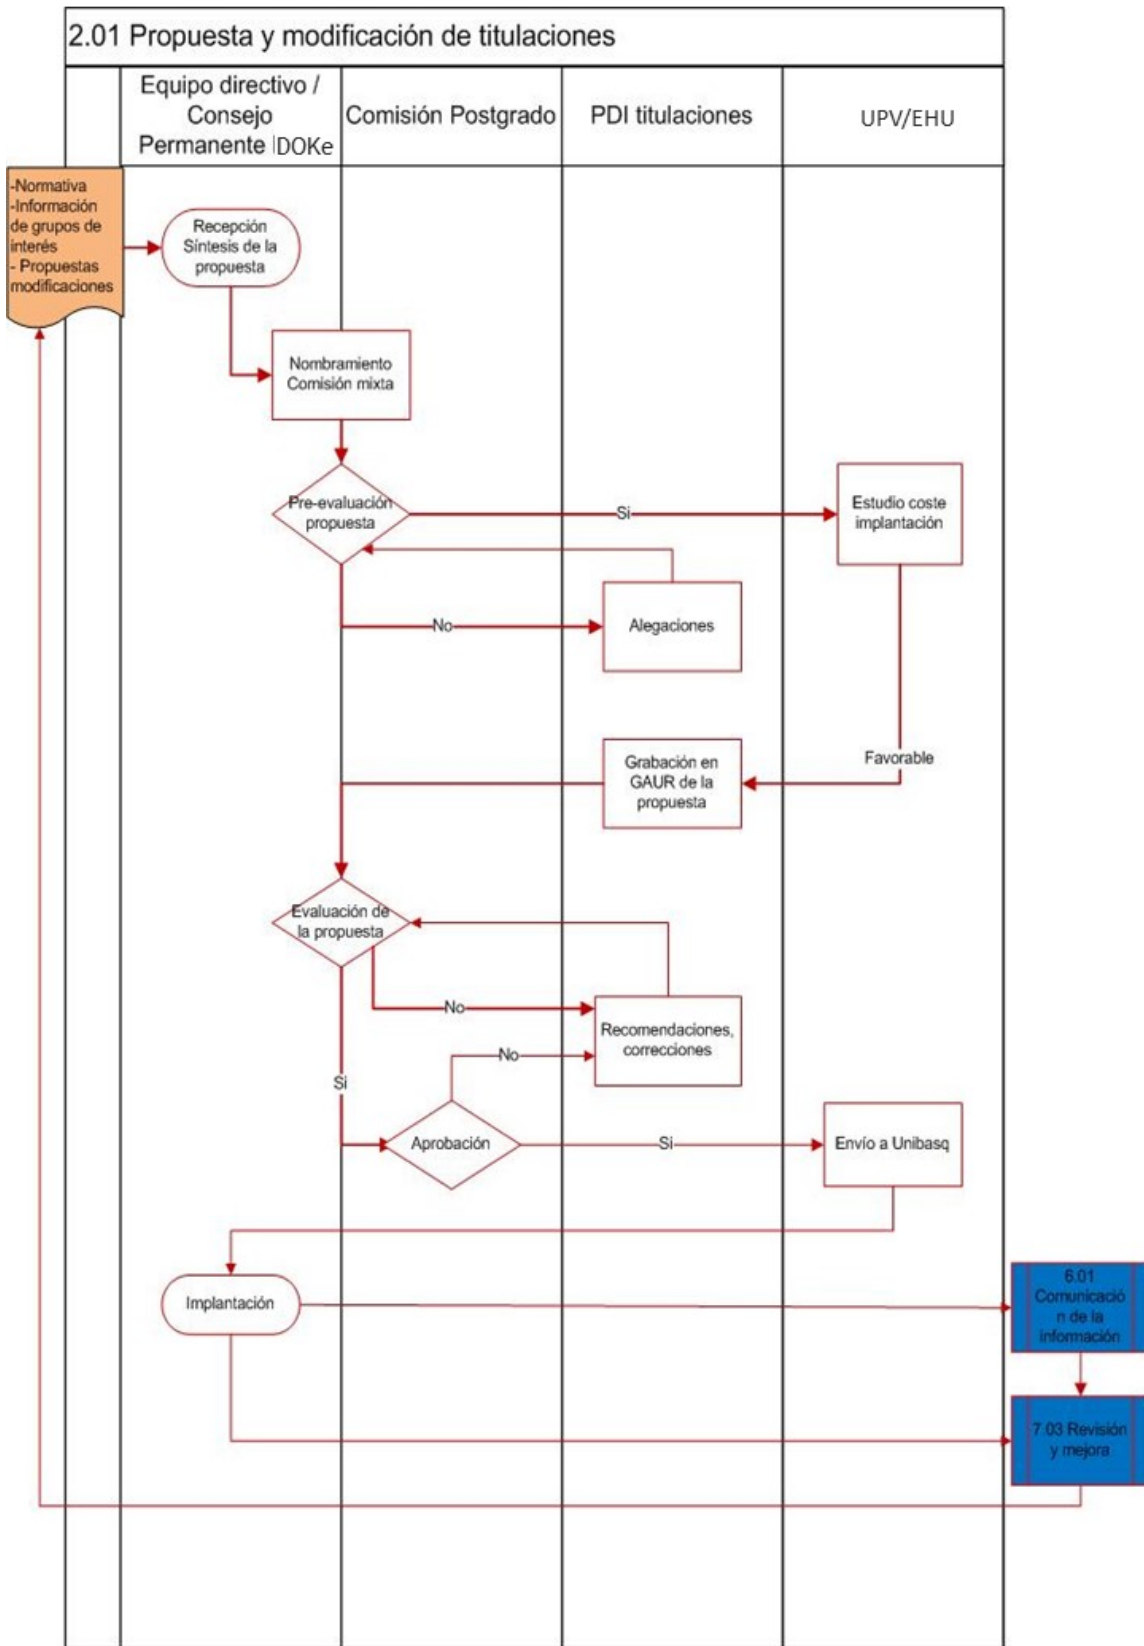 2.01 Propuesta y modificación de titulaciones
Equipo directivo /
Consejo
Permanente DOKe
Comisión Postgrado
PDI titulaciones
UPV/EHU
-Normativa
-Información
de grupos de
interés
- Propuestas
modificaciones
Recepción
Síntesis de la
propuesta
Nombramiento
Comisión mixta
Pre-evaluación
propuesta
Si
Estudio coste
implantación
No
Alegaciones
Favorable
Grabación en
GAUR de la
propuesta
Evaluación de
la propuesta
No
Recomendaciones,
correcciones
No
Si
Aprobación
Si
Envío a Unibasq
Implantación
6.01
Comunicació
n de la
información
7.03 Revisión
y mejora